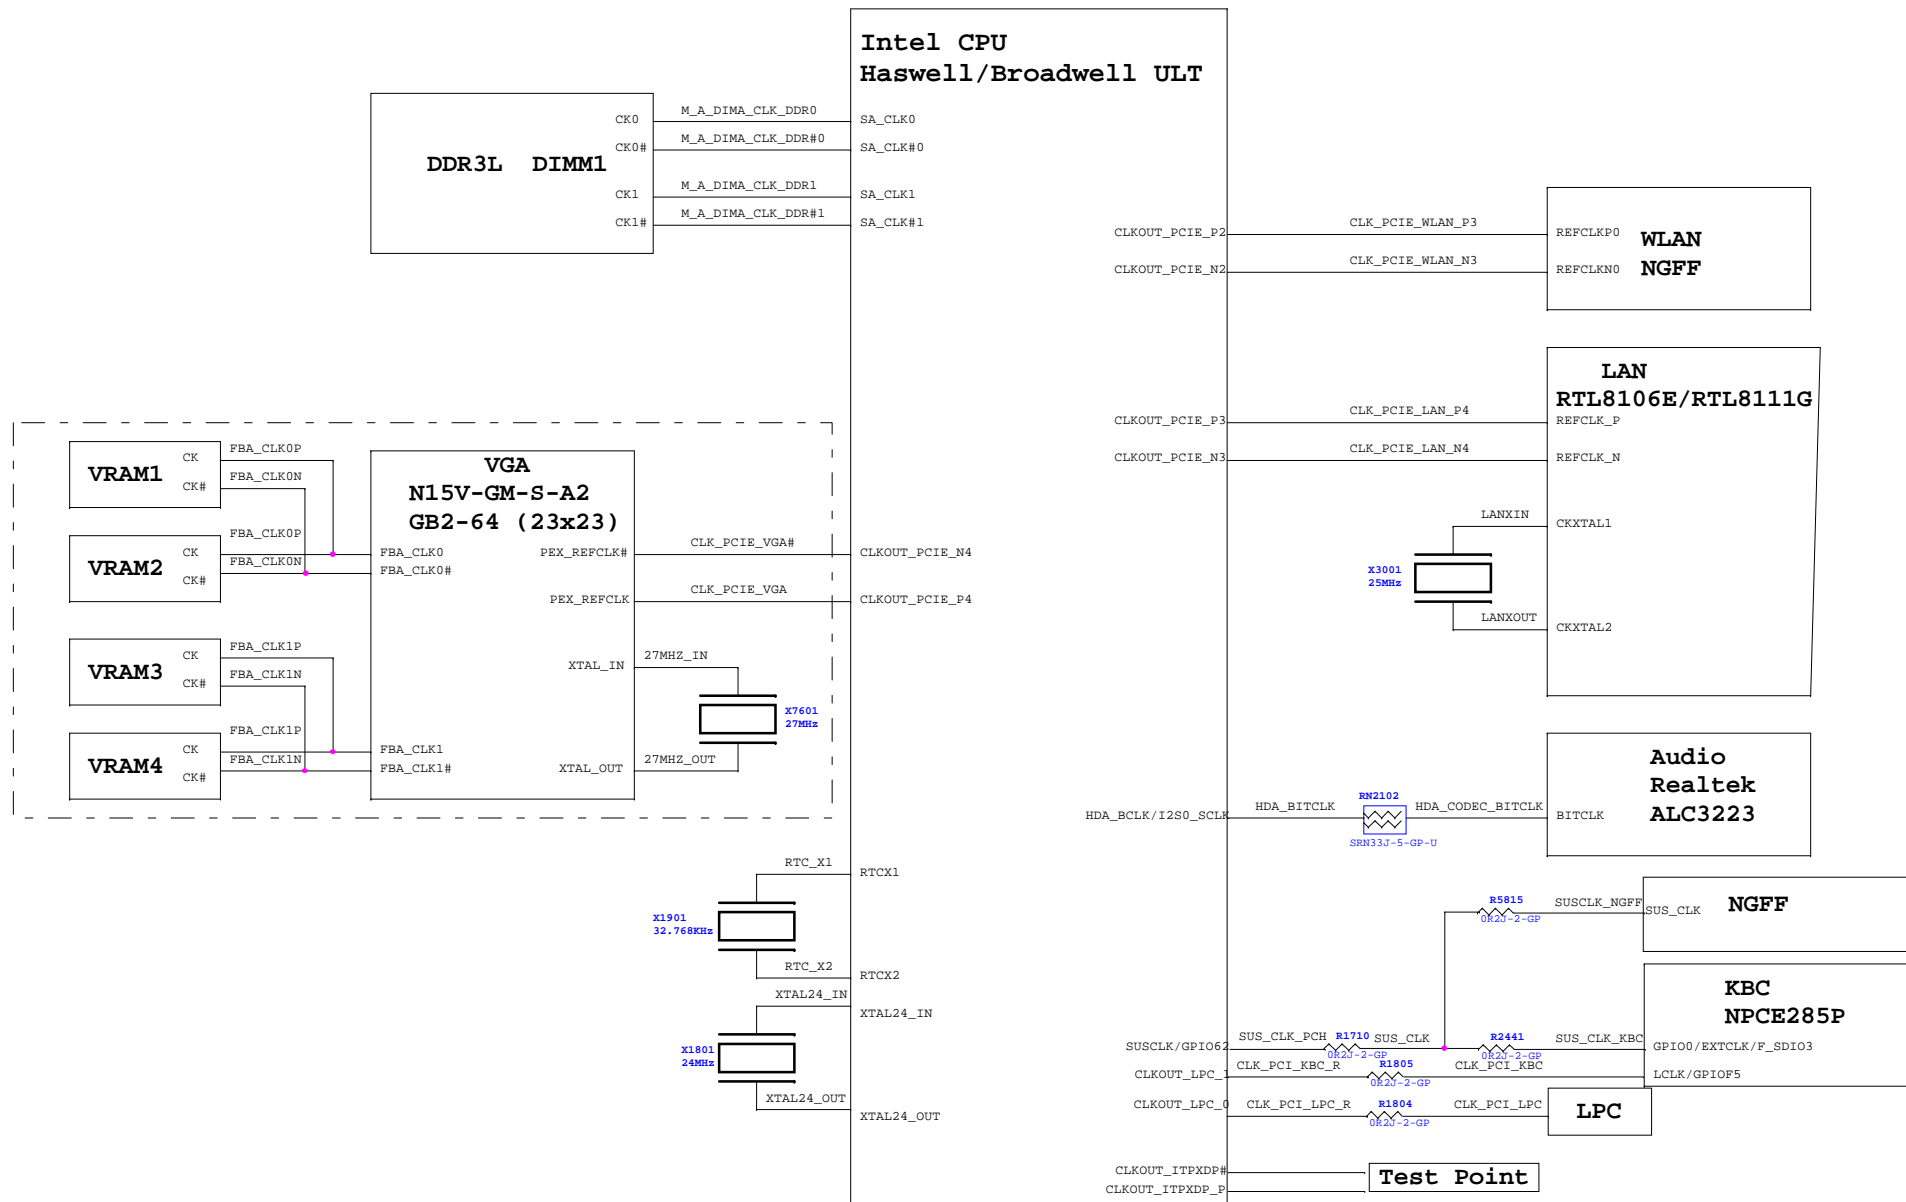 Intel CPU
Haswell/Broadwell ULT
DDR3L DIMM1
CK0
M_A_DIMA_CLK_DDR0
SA_CLK0
CK0#
M_A_DIMA_CLK_DDR#0
SA_CLK#0
CK1
M_A_DIMA_CLK_DDR1
SA_CLK1
CK1#
M_A_DIMA_CLK_DDR#1
SA_CLK#1
CLKOUT_PCIE_P2
CLK_PCIE_WLAN_P3
REFCLKP0
CLKOUT_PCIE_N2
CLK_PCIE_WLAN_N3
REFCLKN0
WLAN
NGFF
LAN
RTL8106E/RTL8111G
CLKOUT_PCIE_P3
CLK_PCIE_LAN_P4
REFCLK_P
CLKOUT_PCIE_N3
CLK_PCIE_LAN_N4
REFCLK_N
LANXIN
CKXTAL1
X3001
25MHz
LANXOUT
CKXTAL2
VRAM1
CK
FBA_CLK0P
CK#
FBA_CLK0N
VRAM2
CK
FBA_CLK0P
CK#
FBA_CLK0N
VRAM3
CK
FBA_CLK1P
CK#
FBA_CLK1N
VRAM4
CK
FBA_CLK1P
CK#
FBA_CLK1N
VGA
N15V-GM-S-A2
GB2-64 (23x23)
FBA_CLK0
FBA_CLK0#
FBA_CLK1
FBA_CLK1#
PEX_REFCLK#
CLK_PCIE_VGA#
CLKOUT_PCIE_N4
PEX_REFCLK
CLK_PCIE_VGA
CLKOUT_PCIE_P4
XTAL_IN
27MHZ_IN
X7601
27MHz
XTAL_OUT
27MHZ_OUT
Audio
Realtek
ALC3223
HDA_BCLK/I2S0_SCLK
HDA_BITCLK
RN2102
SRN33J-5-GP-U
HDA_CODEC_BITCLK
BITCLK
RTC_X1
RTCX1
X1901
32.768KHz
RTC_X2
RTCX2
XTAL24_IN
XTAL24_IN
X1801
24MHz
XTAL24_OUT
XTAL24_OUT
R5815
0R2J-2-GP
SUSCLK_NGFF
SUS_CLK
NGFF
KBC
NPCE285P
SUSCLK/GPIO62
SUS_CLK_PCH
R1710
0R2J-2-GP
SUS_CLK
R2441
0R2J-2-GP
SUS_CLK_KBC
GPIO0/EXTCLK/F_SDIO3
CLKOUT_LPC_1
CLK_PCI_KBC_R
R1805
0R2J-2-GP
CLK_PCI_KBC
LCLK/GPIOF5
CLKOUT_LPC_0
CLK_PCI_LPC_R
R1804
0R2J-2-GP
CLK_PCI_LPC
LPC
CLKOUT_ITPXDP#
CLKOUT_ITPXDP_P
Test Point